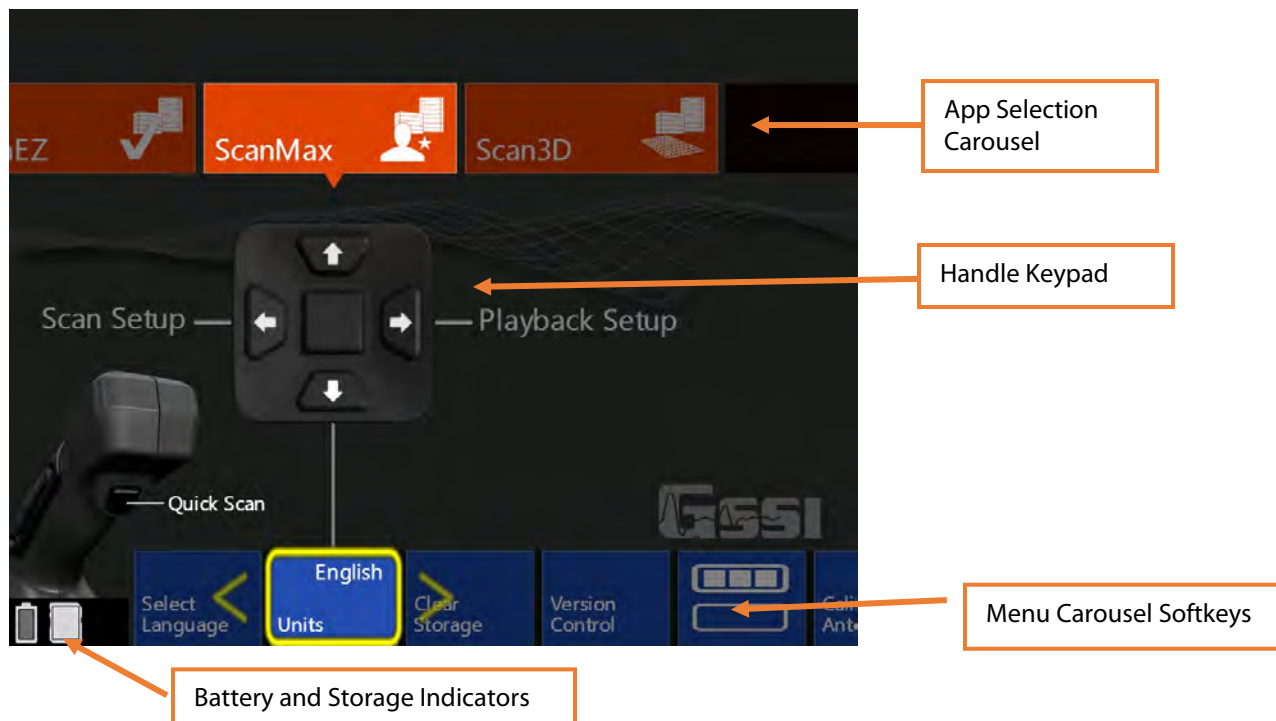 EZ
ScanMax
Scan3D
App Selection
Carousel
Handle Keypad
Scan Setup
Playback Setup
Quick Scan
GSSI
Select
Language
English
Units
Clear
Storage
Version
Control
Menu Carousel Softkeys
Battery and Storage Indicators